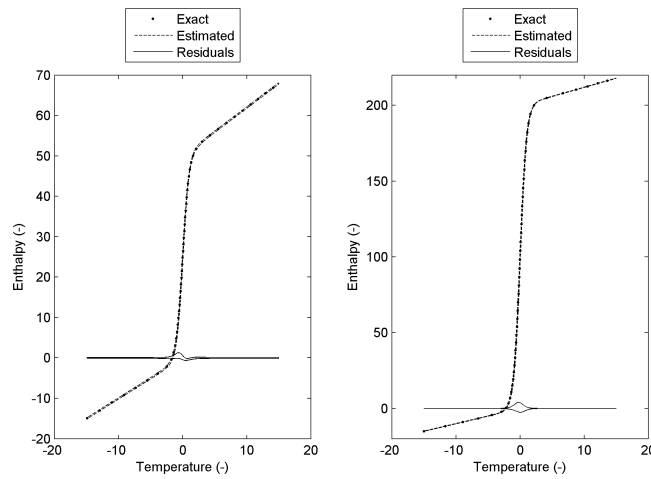 Exact
Estimated
Residuals
70
60
50
40
30
20
10
0
-10
-20
-20
-10
0
10
20
Enthalpy (-)
Temperature (-)
Exact
Estimated
Residuals
200
150
100
50
0
-20
-10
0
10
20
Enthalpy (-)
Temperature (-)